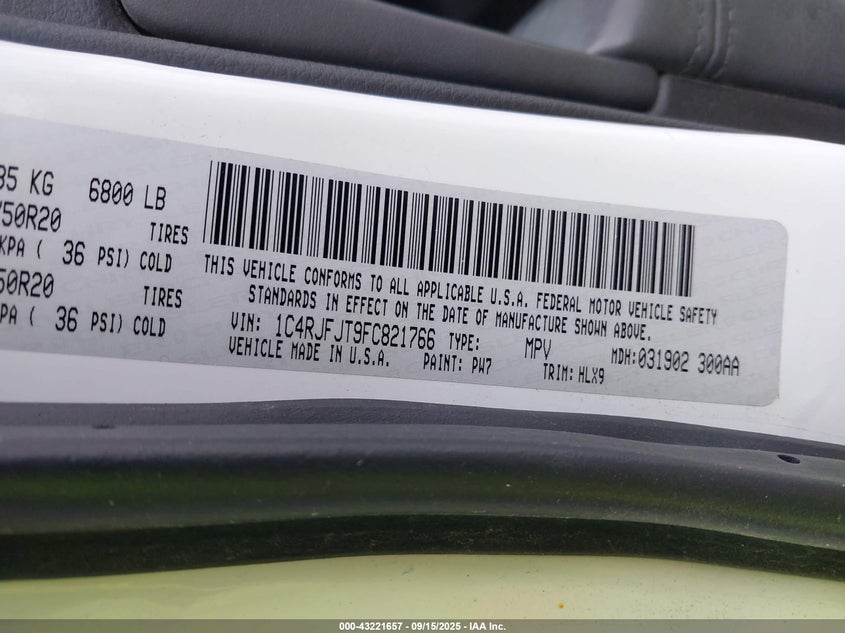 85 KG 6800 LB
/50R20 TIRES
KPA ( 36 PSI) COLD
50R20 TIRES
PA ( 36 PSI) COLD
THIS VEHICLE CONFORMS TO ALL APPLICABLE U.S.A. FEDERAL MOTOR VEHICLE SAFETY
STANDARDS IN EFFECT ON THE DATE OF MANUFACTURE SHOWN ABOVE.
VIN: 1C4RJFJT9FC821766 TYPE: MPV MDH:031902 300AA
VEHICLE MADE IN U.S.A. PAINT: PW7 TRIM: HLX9
000-43221657 - 09/15/2025 - IAA Inc.